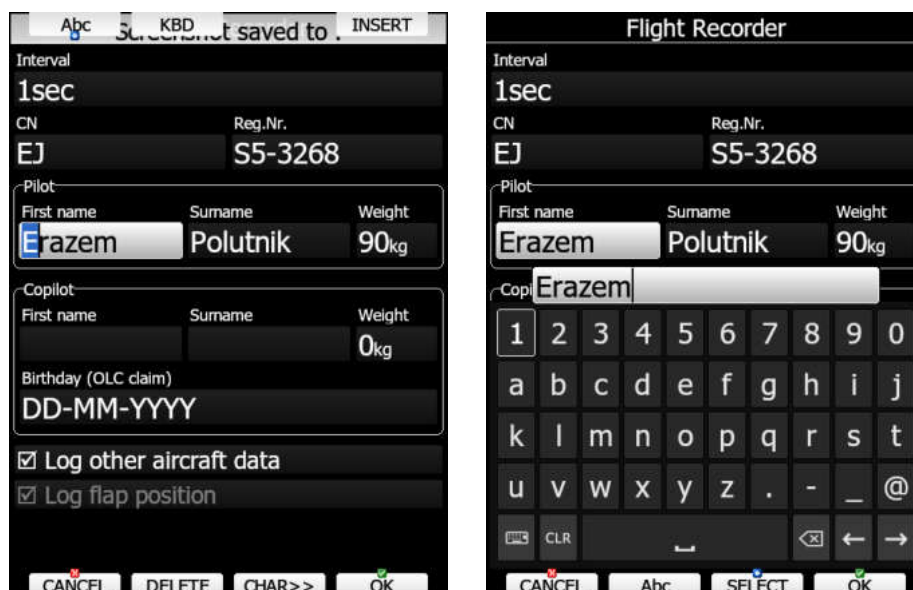 Abc KBD INSERT
Screenshot saved to .
Interval
1sec
CN Reg.Nr.
EJ S5-3268
Pilot
First name Surname Weight
Erazem Polutnik 90kg
Copilot
First name Surname Weight
0kg
Birthday (OLC claim)
DD-MM-YYYY
Log other aircraft data
Log flap position
CANCEL DELETE CHAR>> OK
Flight Recorder
Interval
1sec
CN Reg.Nr.
EJ S5-3268
Pilot
First name Surname Weight
Erazem Polutnik 90kg
Copi
Erazem
1 2 3 4 5 6 7 8 9 0
a b c d e f g h i j
k l m n o p q r s t
u v w x y z . - _ @
CLR
CANCEL Abc SELECT OK